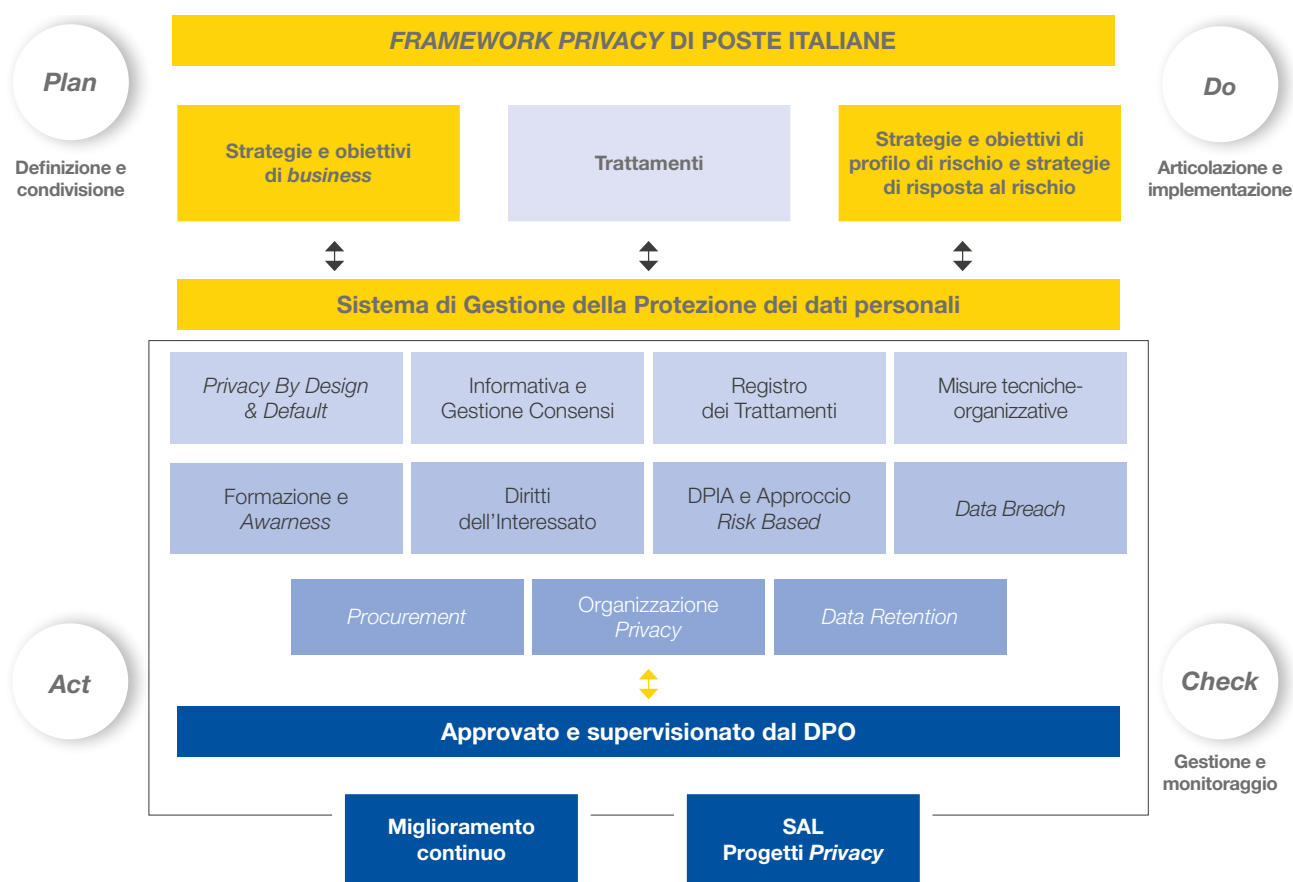 FRAMEWORK PRIVACY DI POSTE ITALIANE
Plan
Do
Definizione e
condivisione
Strategie e obiettivi
di business
Trattamenti
Strategie e obiettivi di
profilo di rischio e strategie
di risposta al rischio
Articolazione e
implementazione
Sistema di Gestione della Protezione dei dati personali
Privacy By Design
& Default
Informativa e
Gestione Consensi
Registro
dei Trattamenti
Misure tecniche-
organizzative
Formazione e
Awarness
Diritti
dell'Interessato
DPIA e Approccio
Risk Based
Data Breach
Procurement
Organizzazione
Privacy
Data Retention
Act
Check
Approvato e supervisionato dal DPO
Gestione e
monitoraggio
Miglioramento
continuo
SAL
Progetti Privacy